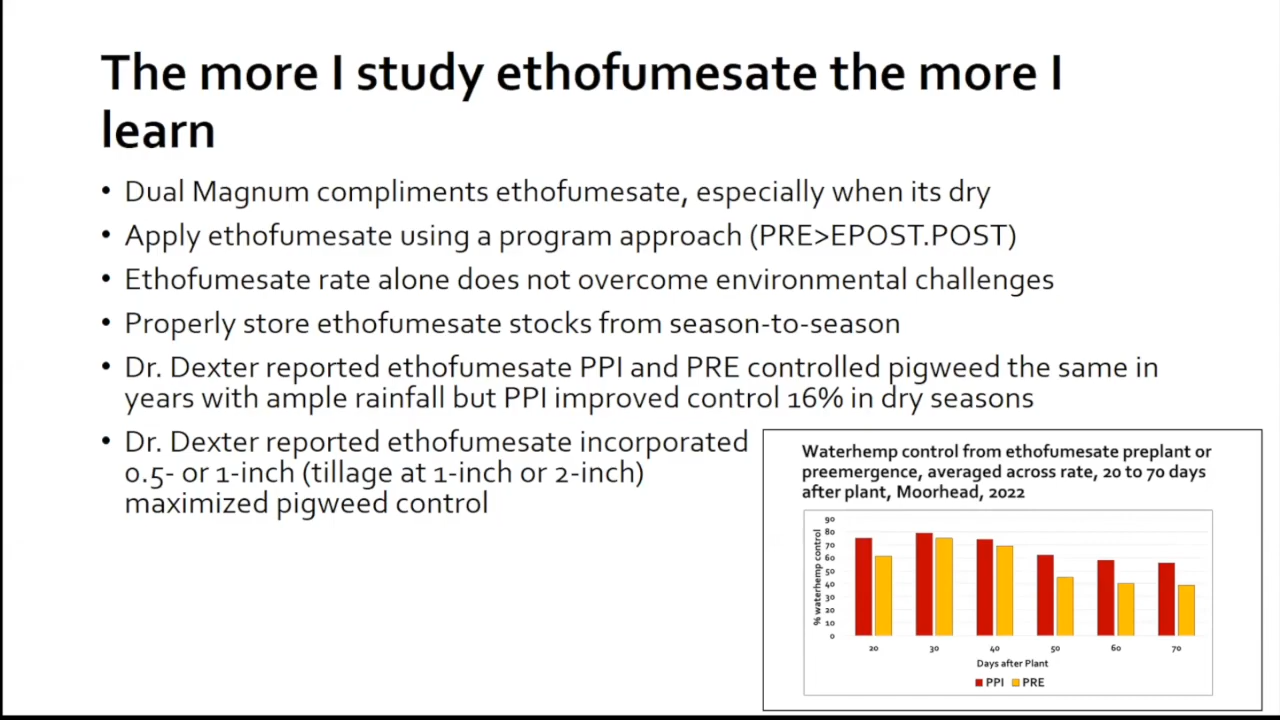 The more I study ethofumesate the more I
learn
• Dual Magnum compliments ethofumesate, especially when its dry
• Apply ethofumesate using a program approach (PRE>EPOST.POST)
• Ethofumesate rate alone does not overcome environmental challenges
• Properly store ethofumesate stocks from season-to-season
• Dr. Dexter reported ethofumesate PPI and PRE controlled pigweed the same in
years with ample rainfall but PPI improved control 16% in dry seasons
• Dr. Dexter reported ethofumesate incorporated
0.5- or 1-inch (tillage at 1-inch or 2-inch)
maximized pigweed control
Waterhemp control from ethofumesate preplant or
preemergence, averaged across rate, 20 to 70 days
after plant, Moorhead, 2022
% waterhemp control
90
80
70
60
50
40
30
20
10
0
20 30 40 50 60 70
Days after Plant
PPI PRE